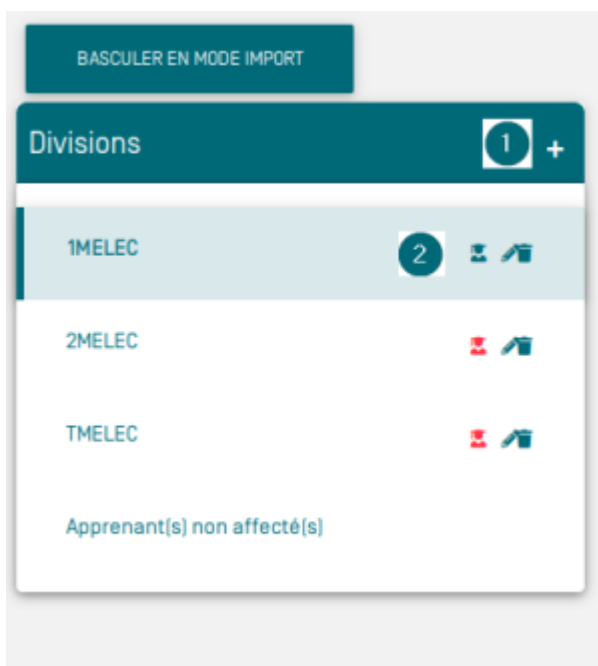 BASCULER EN MODE IMPORT
Divisions 1 +
1MELEC 2
2MELEC
TMELEC
Apprenant(s) non affecté(s)